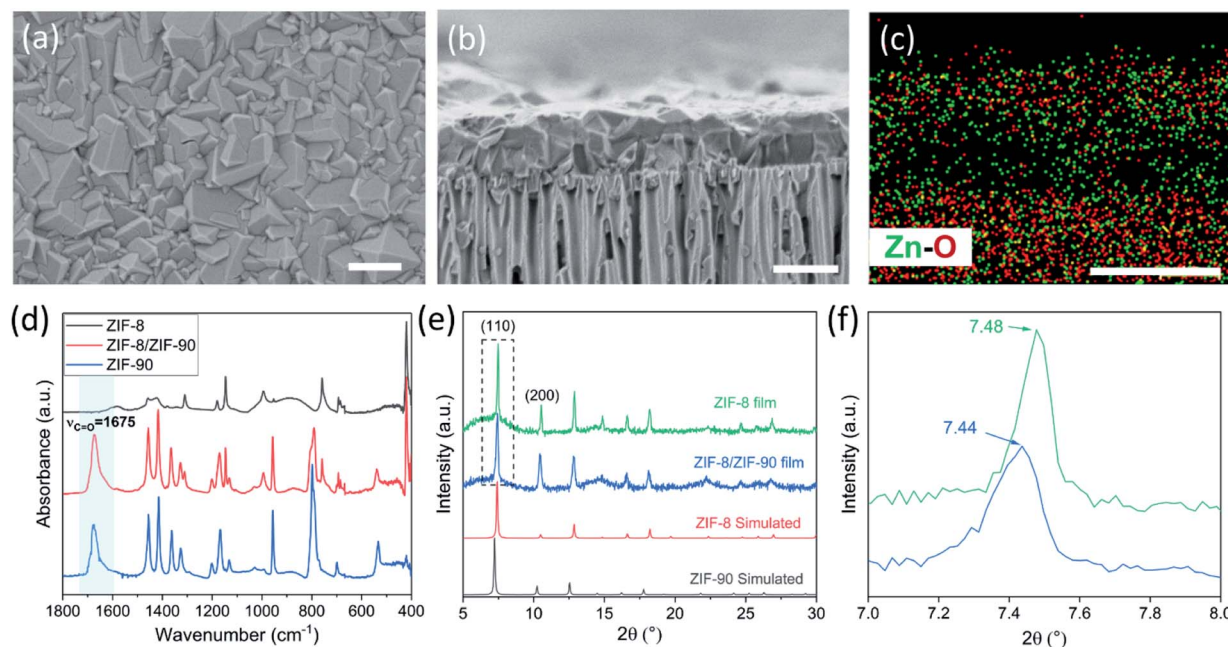 (a)
(b)
(c)
Zn-O
(d)
ZIF-8
ZIF-8/ZIF-90
ZIF-90
νC=O=1675
Absorbance (a.u.)
1800 1600 1400 1200 1000 800 600 400
Wavenumber (cm⁻¹)
(e)
(110)
(200)
ZIF-8 film
ZIF-8/ZIF-90 film
ZIF-8 Simulated
ZIF-90 Simulated
Intensity (a.u.)
5 10 15 20 25 30
2θ (°)
(f)
7.48
7.44
Intensity (a.u.)
7.0 7.2 7.4 7.6 7.8 8.0
2θ (°)